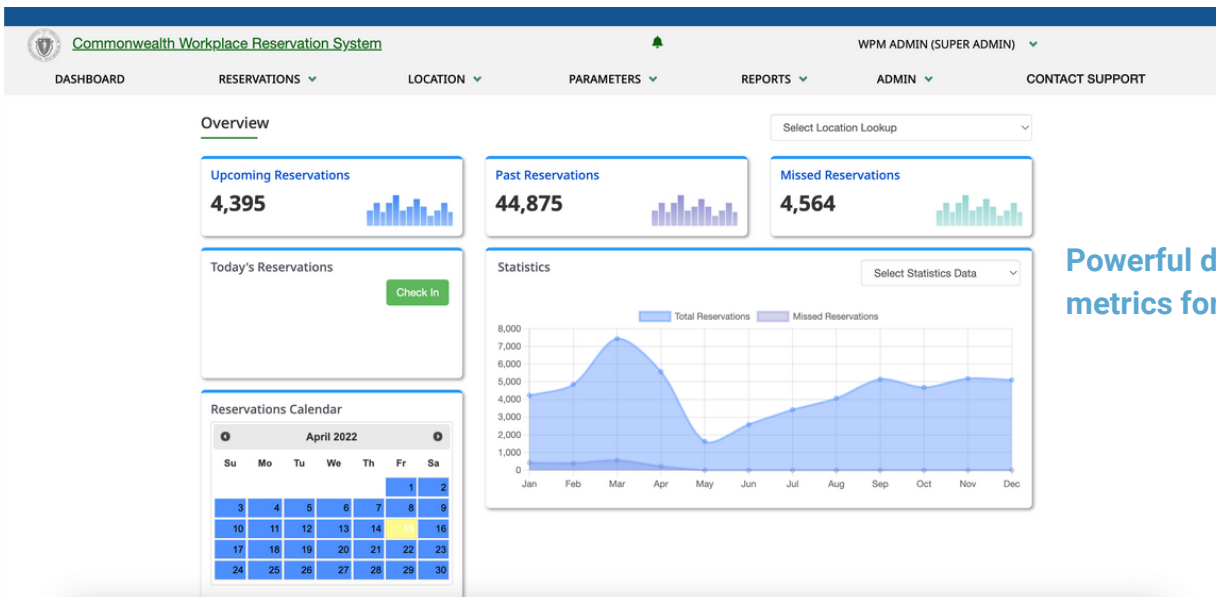 Commonwealth Workplace Reservation System
WPM ADMIN (SUPER ADMIN)
DASHBOARD RESERVATIONS LOCATION PARAMETERS REPORTS ADMIN CONTACT SUPPORT
Overview
Select Location Lookup
Upcoming Reservations
4,395
Past Reservations
44,875
Missed Reservations
4,564
Today's Reservations
Check In
Statistics
Select Statistics Data
Total Reservations Missed Reservations
8,000
7,000
6,000
5,000
4,000
3,000
2,000
1,000
0
Jan Feb Mar Apr May Jun Jul Aug Sep Oct Nov Dec
Powerful d
metrics for
Reservations Calendar
April 2022
Su Mo Tu We Th Fr Sa
1 2
3 4 5 6 7 8 9
10 11 12 13 14 15 16
17 18 19 20 21 22 23
24 25 26 27 28 29 30